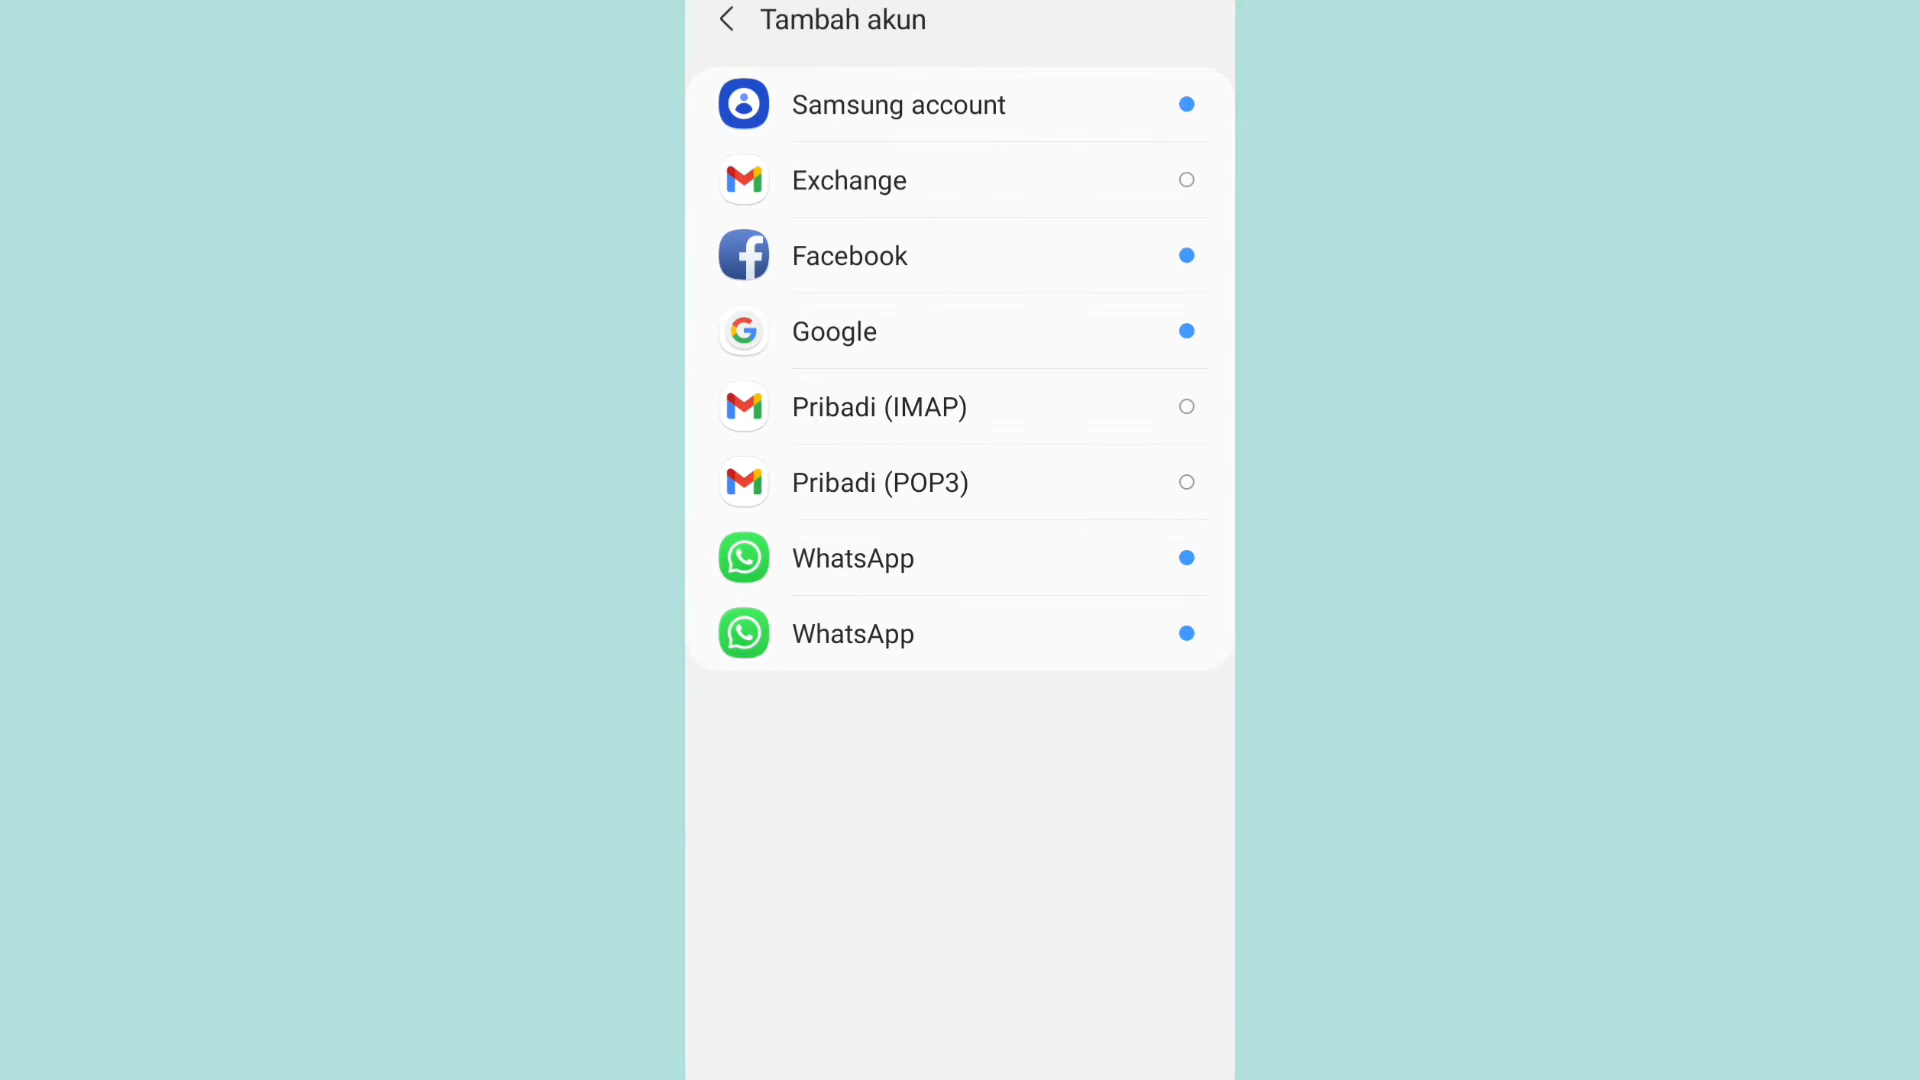 Tambah akun
Samsung account
Exchange
Facebook
Google
Pribadi (IMAP)
Pribadi (POP3)
WhatsApp
WhatsApp